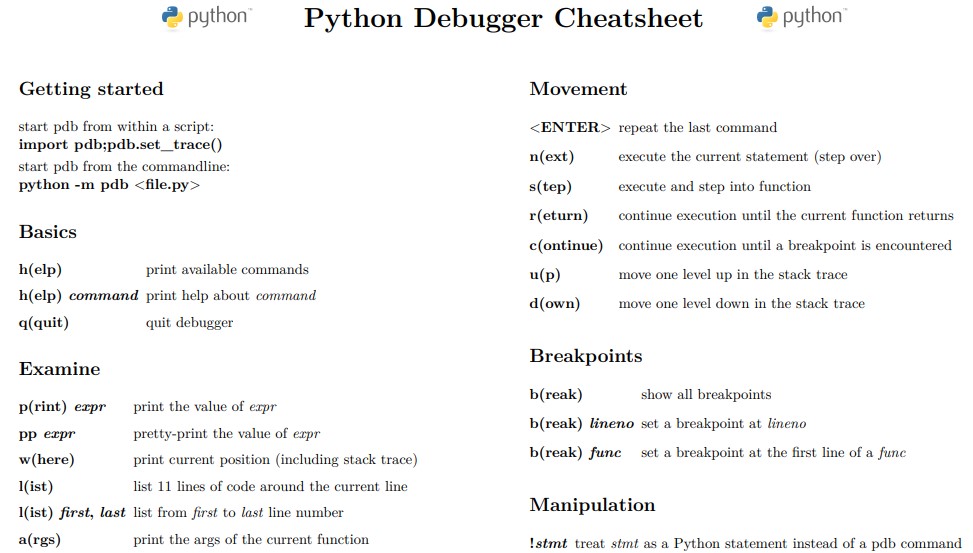 python™ Python Debugger Cheatsheet python™
Getting started
start pdb from within a script:
import pdb;pdb.set_trace()
start pdb from the commandline:
python -m pdb <file.py>
Basics
h(elp) print available commands
h(elp) command print help about command
q(quit) quit debugger
Examine
p(rint) expr print the value of expr
pp expr pretty-print the value of expr
w(here) print current position (including stack trace)
l(ist) list 11 lines of code around the current line
l(ist) first, last list from first to last line number
a(rgs) print the args of the current function
Movement
<ENTER> repeat the last command
n(ext) execute the current statement (step over)
s(tep) execute and step into function
r(eturn) continue execution until the current function returns
c(ontinue) continue execution until a breakpoint is encountered
u(p) move one level up in the stack trace
d(own) move one level down in the stack trace
Breakpoints
b(reak) show all breakpoints
b(reak) lineno set a breakpoint at lineno
b(reak) func set a breakpoint at the first line of a func
Manipulation
!stmt treat stmt as a Python statement instead of a pdb command